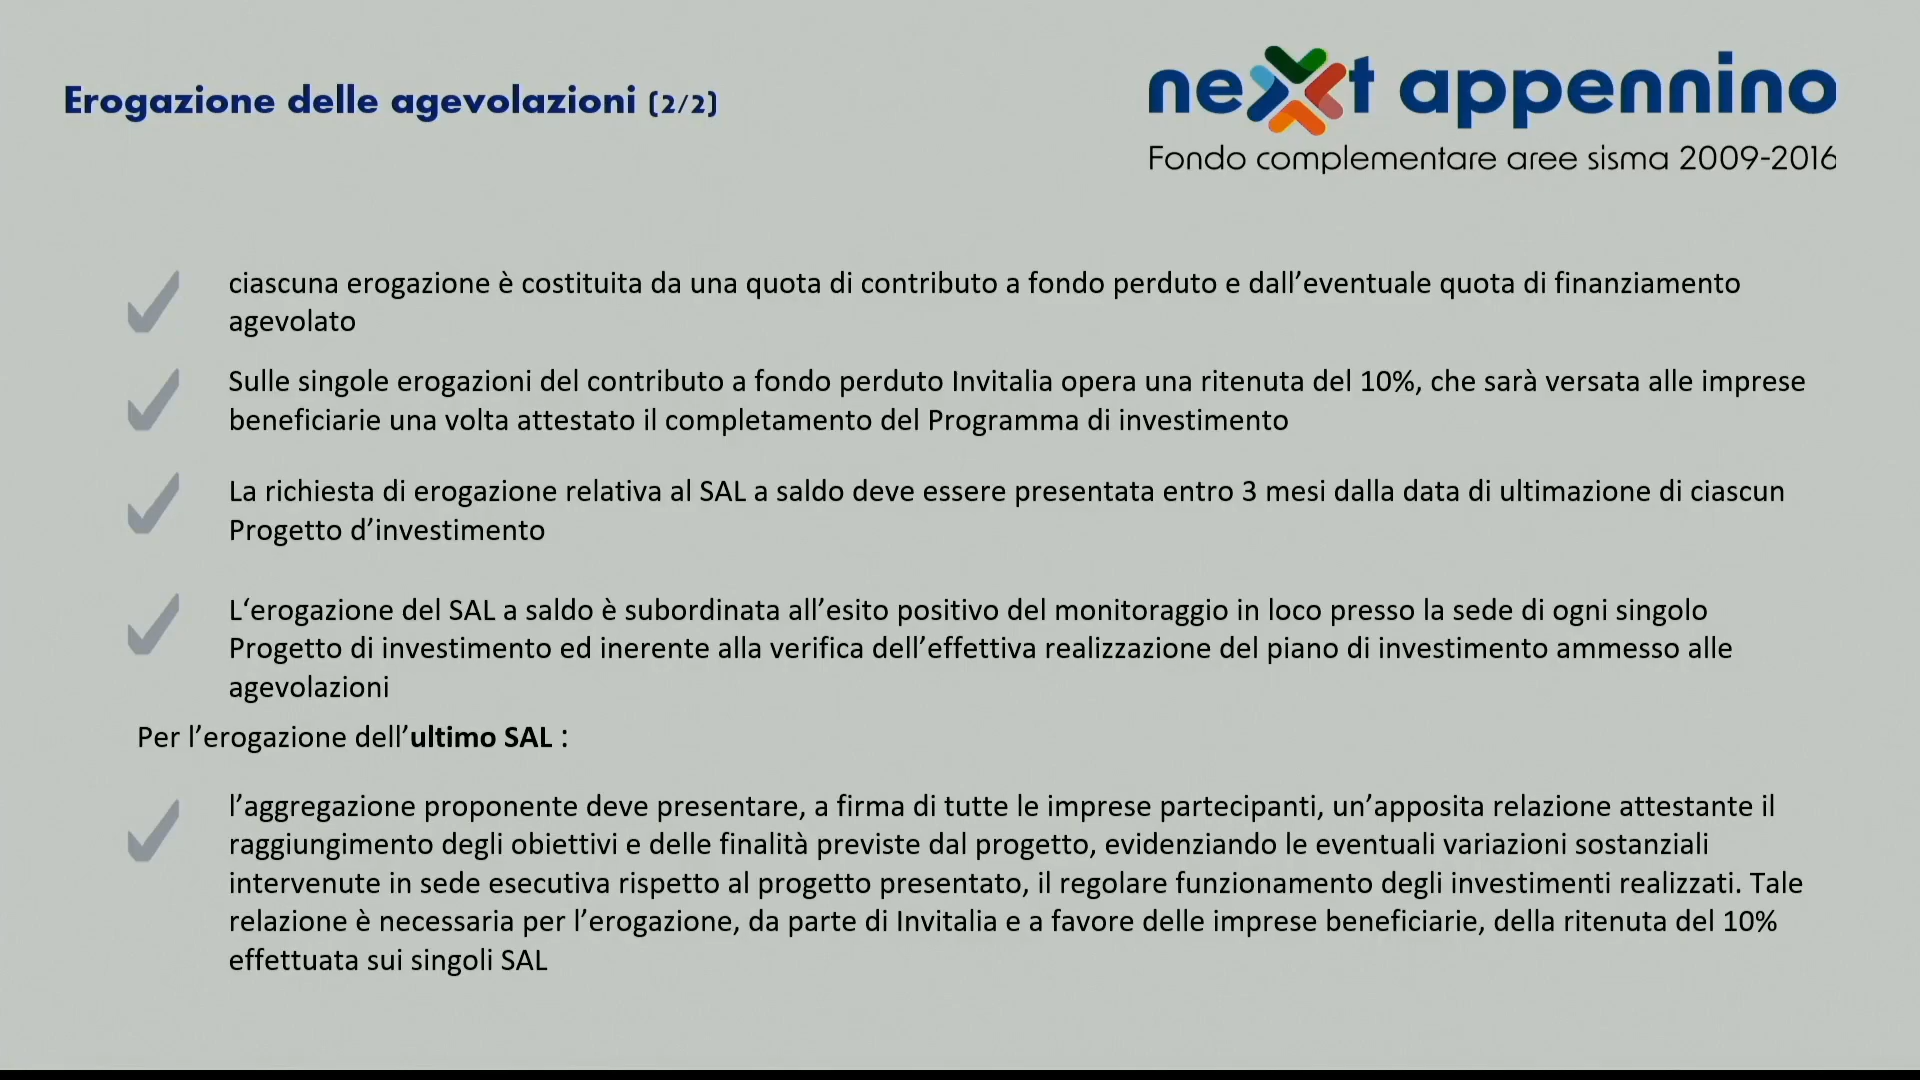 Erogazione delle agevolazioni (2/2)
next appennino
Fondo complementare aree sisma 2009-2016
ciascuna erogazione è costituita da una quota di contributo a fondo perduto e dall’eventuale quota di finanziamento
agevolato
Sulle singole erogazioni del contributo a fondo perduto Invitalia opera una ritenuta del 10%, che sarà versata alle imprese
beneficiarie una volta attestato il completamento del Programma di investimento
La richiesta di erogazione relativa al SAL a saldo deve essere presentata entro 3 mesi dalla data di ultimazione di ciascun
Progetto d’investimento
L‘erogazione del SAL a saldo è subordinata all’esito positivo del monitoraggio in loco presso la sede di ogni singolo
Progetto di investimento ed inerente alla verifica dell’effettiva realizzazione del piano di investimento ammesso alle
agevolazioni
Per l’erogazione dell’ultimo SAL :
l’aggregazione proponente deve presentare, a firma di tutte le imprese partecipanti, un’apposita relazione attestante il
raggiungimento degli obiettivi e delle finalità previste dal progetto, evidenziando le eventuali variazioni sostanziali
intervenute in sede esecutiva rispetto al progetto presentato, il regolare funzionamento degli investimenti realizzati. Tale
relazione è necessaria per l’erogazione, da parte di Invitalia e a favore delle imprese beneficiarie, della ritenuta del 10%
effettuata sui singoli SAL